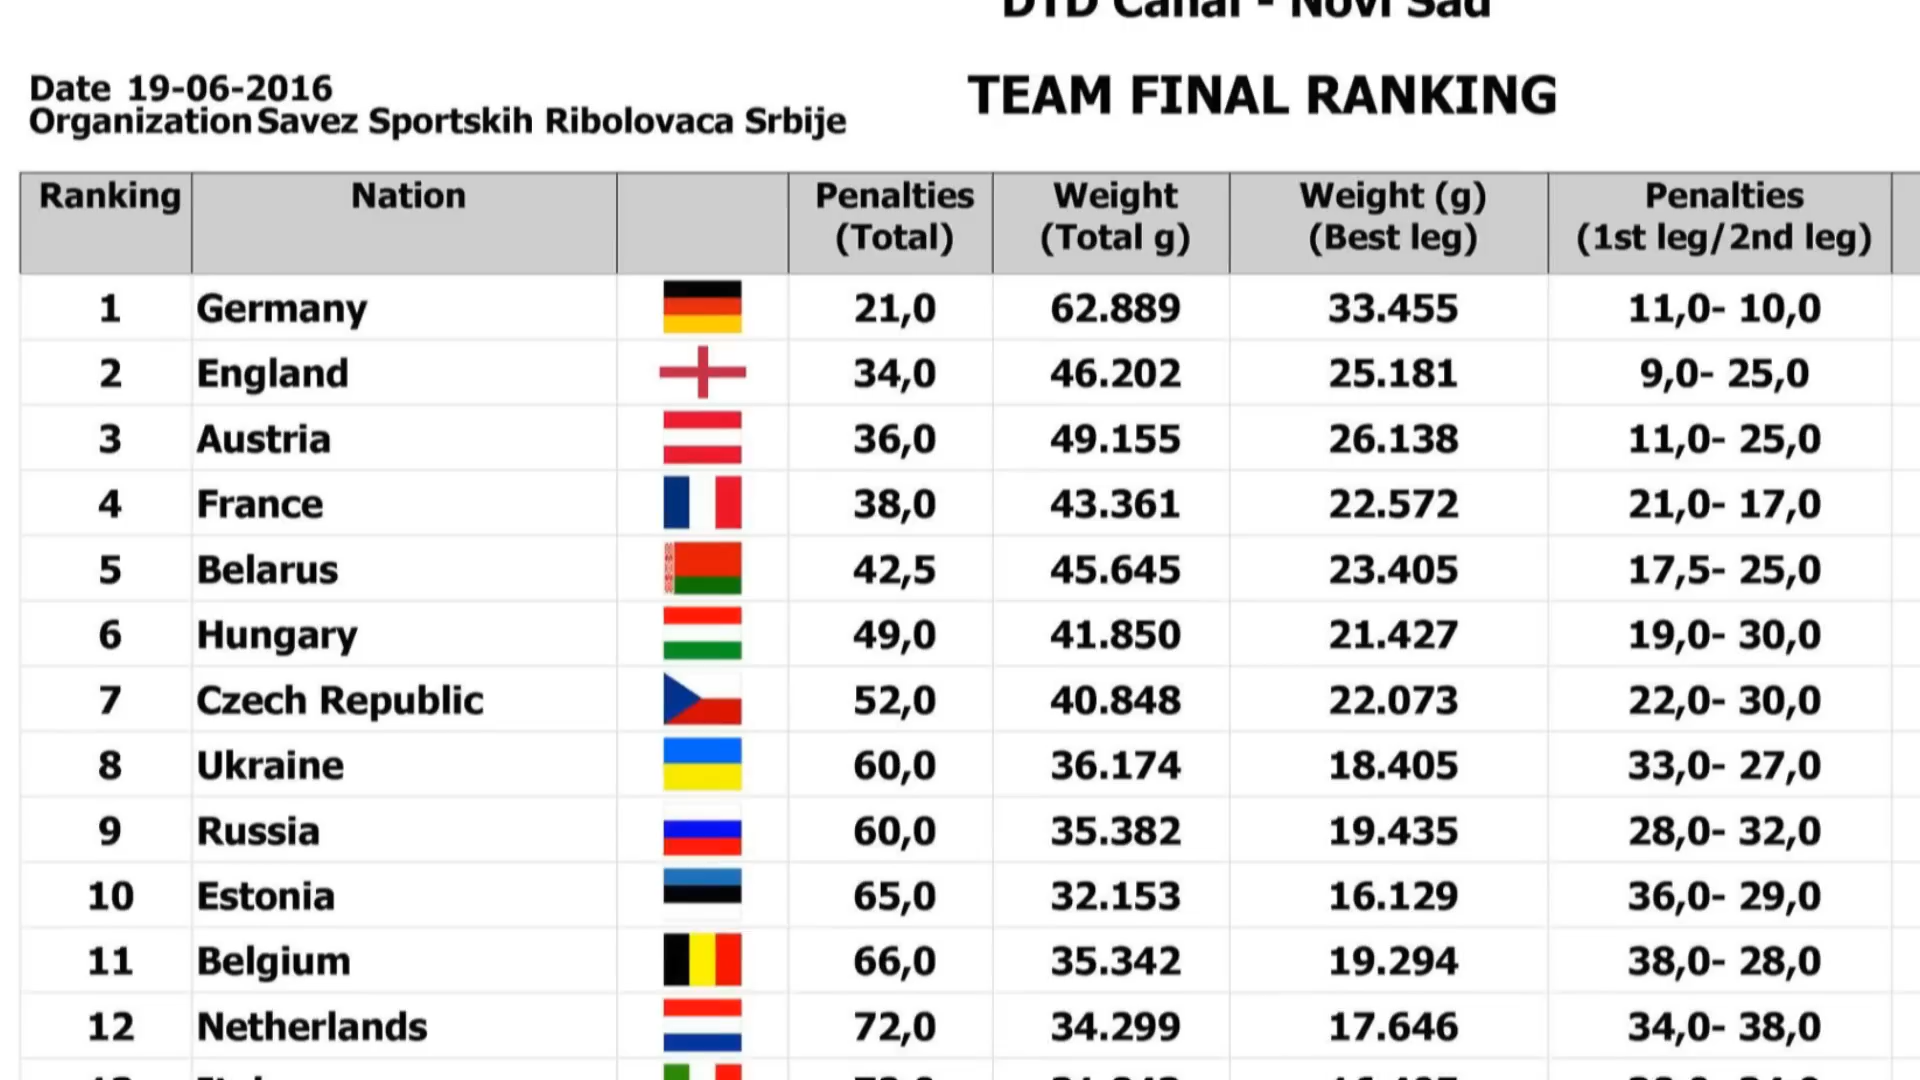 DTD Canal - Novi Sad
Date 19-06-2016
TEAM FINAL RANKING
Organization Savez Sportskih Ribolovaca Srbije
Ranking Nation Penalties (Total) Weight (Total g) Weight (g) (Best leg) Penalties (1st leg/2nd leg)
1 Germany 21,0 62.889 33.455 11,0- 10,0
2 England 34,0 46.202 25.181 9,0- 25,0
3 Austria 36,0 49.155 26.138 11,0- 25,0
4 France 38,0 43.361 22.572 21,0- 17,0
5 Belarus 42,5 45.645 23.405 17,5- 25,0
6 Hungary 49,0 41.850 21.427 19,0- 30,0
7 Czech Republic 52,0 40.848 22.073 22,0- 30,0
8 Ukraine 60,0 36.174 18.405 33,0- 27,0
9 Russia 60,0 35.382 19.435 28,0- 32,0
10 Estonia 65,0 32.153 16.129 36,0- 29,0
11 Belgium 66,0 35.342 19.294 38,0- 28,0
12 Netherlands 72,0 34.299 17.646 34,0- 38,0